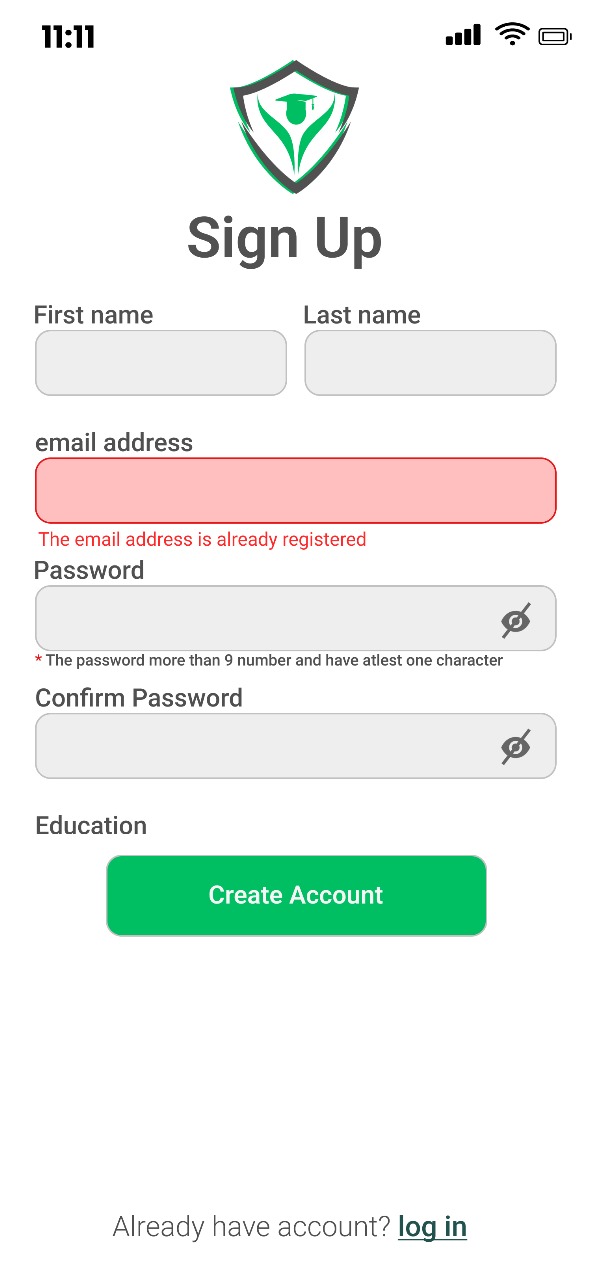 11:11
Sign Up
First name Last name
email address
The email address is already registered
Password
* The password more than 9 number and have atlest one character
Confirm Password
Education
Create Account
Already have account? log in